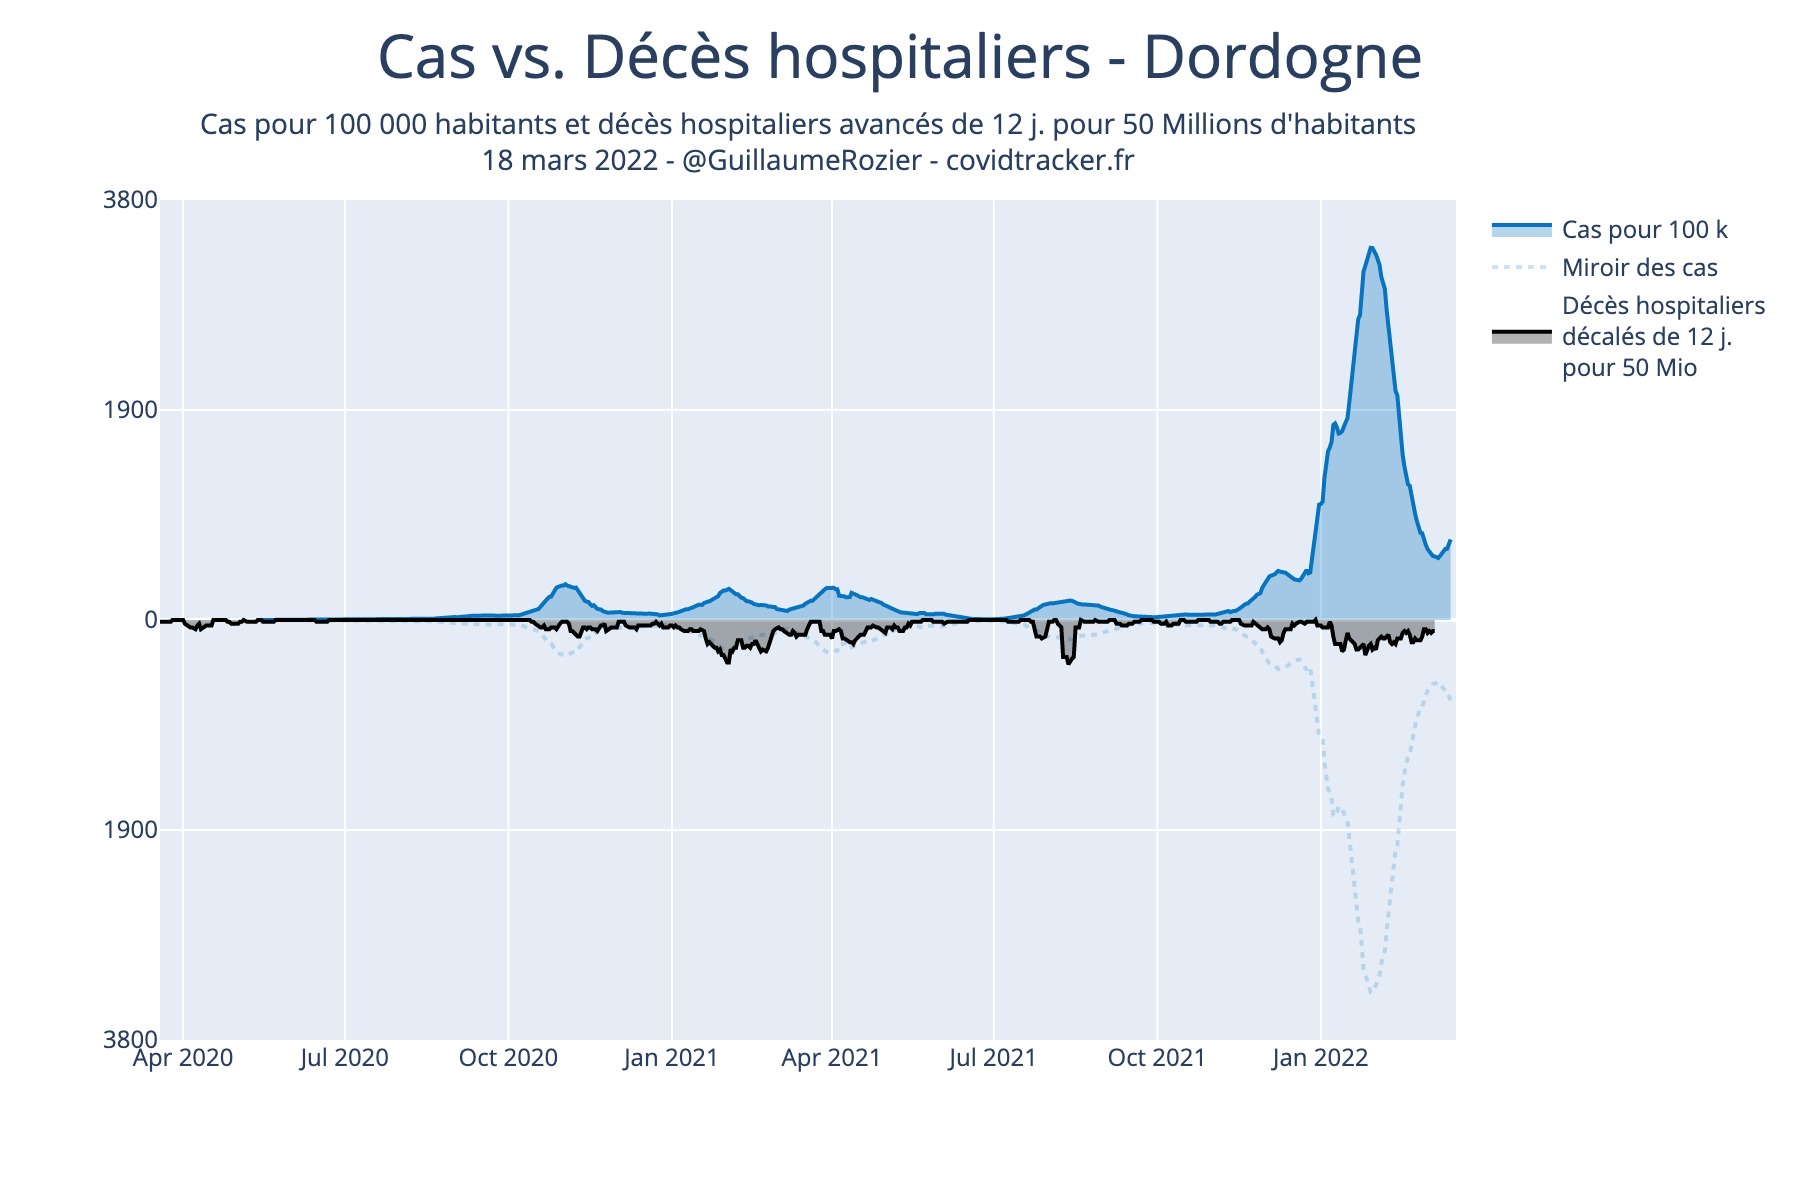 Cas vs. Décès hospitaliers - Dordogne
Cas pour 100 000 habitants et décès hospitaliers avancés de 12 j. pour 50 Millions d'habitants
18 mars 2022 - @GuillaumeRozier - covidtracker.fr
3800
1900
0
1900
3800
Apr 2020
Jul 2020
Oct 2020
Jan 2021
Apr 2021
Jul 2021
Oct 2021
Jan 2022
Cas pour 100 k
Miroir des cas
Décès hospitaliers
décalés de 12 j.
pour 50 Mio